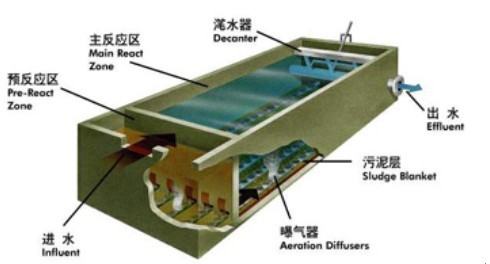 滗水器
Decanter
主反应区
Main React
Zone
预反应区
Pre-React
Zone
出水
Effluent
污泥层
Sludge Blanket
曝气器
Aeration Diffusers
进水
Influent